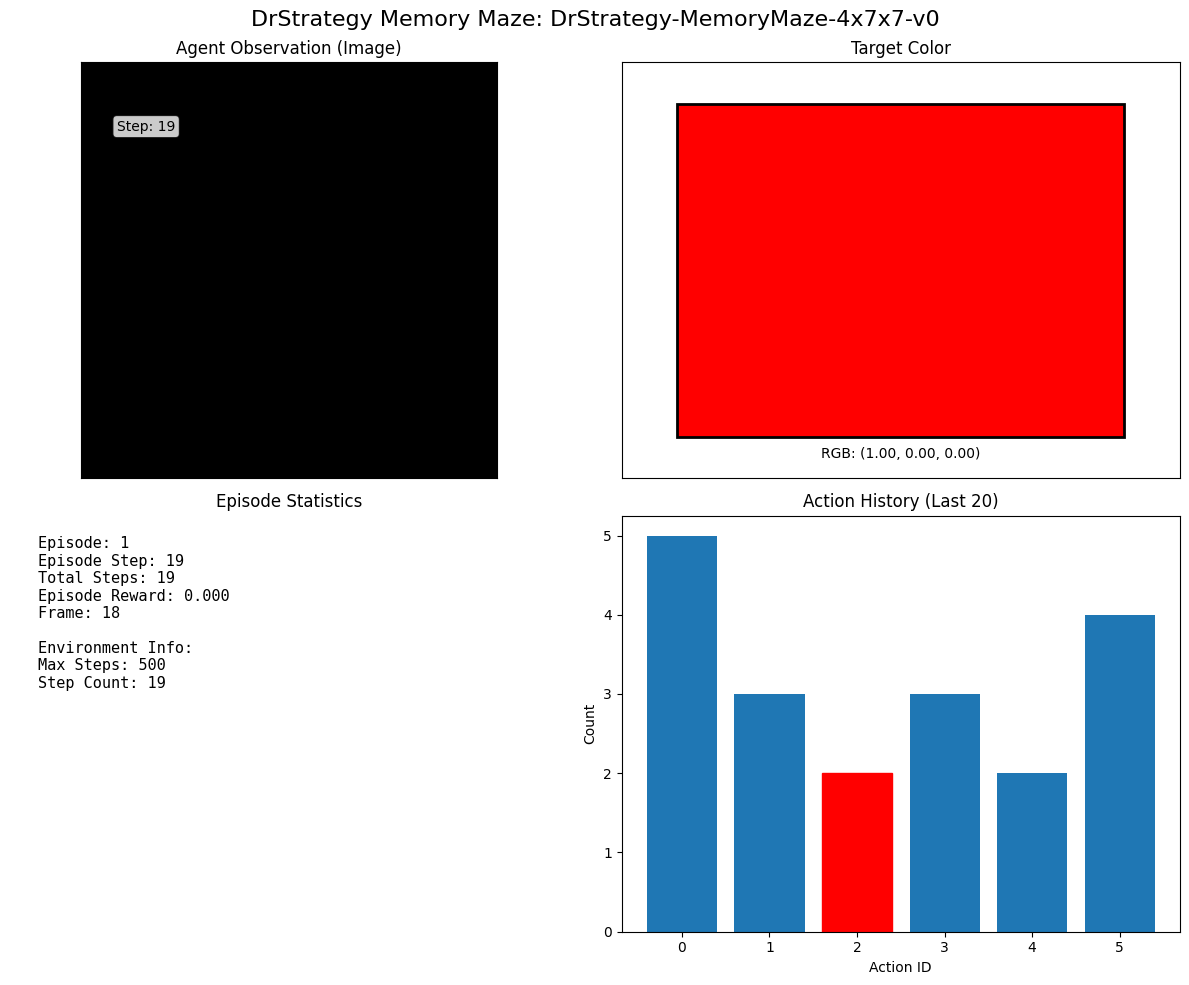 DrStrategy Memory Maze: DrStrategy-MemoryMaze-4x7x7-v0
Agent Observation (Image)
Step: 19
Target Color
RGB: (1.00, 0.00, 0.00)
Episode Statistics
Episode: 1
Episode Step: 19
Total Steps: 19
Episode Reward: 0.000
Frame: 18
Environment Info:
Max Steps: 500
Step Count: 19
Action History (Last 20)
Count
5
4
3
2
1
0
0 1 2 3 4 5
Action ID